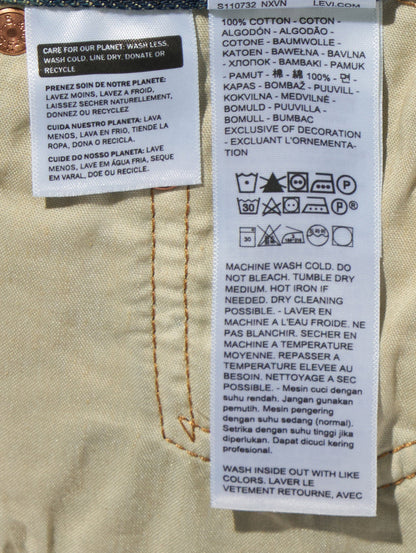 CARE FOR OUR PLANET: WASH LESS,
WASH COLD. LINE DRY. DONATE OR
RECYCLE
PRENEZ SOIN DE NOTRE PLANETE:
LAVEZ MOINS, LAVEZ A FROID,
LAISSEZ SECHER NATURELLEMENT,
DONNEZ OU RECYCLEZ
CUIDA NUESTRO PLANETA: LAVA
MENOS, LAVA EN FRIO, TIENDE LA
ROPA, DONA O RECICLA.
CUIDE DO NOSSO PLANETA: LAVA
MENOS, LAVE EM ÁGUA FRIA, SEQUE
EM VARAL, DOE OU RECICLE.
S110732 NXVN LEVI.COM
100% COTTON - COTON -
ALGODÓN - ALGODÃO -
COTONE - BAUMWOLLE -
KATOEN - BAWEŁNA - BAVLNA
- ХЛОПОК - BAMBAKI - PAMUK
- PAMUT - 棉 - 綿 100% - 면 -
KAPAS - BOMBAŽ - PUUVILL -
KOKVILNA - MEDVILNĖ -
BOMULD - PUUVILLA -
BOMULL - BUMBAC
EXCLUSIVE OF DECORATION
- EXCLUANT L'ORNEMENTA-
TION
P
30 P
30
MACHINE WASH COLD. DO
NOT BLEACH. TUMBLE DRY
MEDIUM. HOT IRON IF
NEEDED. DRY CLEANING
POSSIBLE. - LAVER EN
MACHINE A L'EAU FROIDE. NE
PAS BLANCHIR. SECHER EN
MACHINE A TEMPERATURE
MOYENNE. REPASSER A
TEMPERATURE ELEVEE AU
BESOIN. NETTOYAGE A SEC
POSSIBLE. - Mesin cuci dengan
suhu rendah. Jangan gunakan
pemutih. Mesin pengering
dengan suhu sedang (normal).
Setrika dengan suhu tinggi jika
diperlukan. Dapat dicuci kering
profesional.
WASH INSIDE OUT WITH LIKE
COLORS. LAVER LE
VETEMENT RETOURNE, AVEC